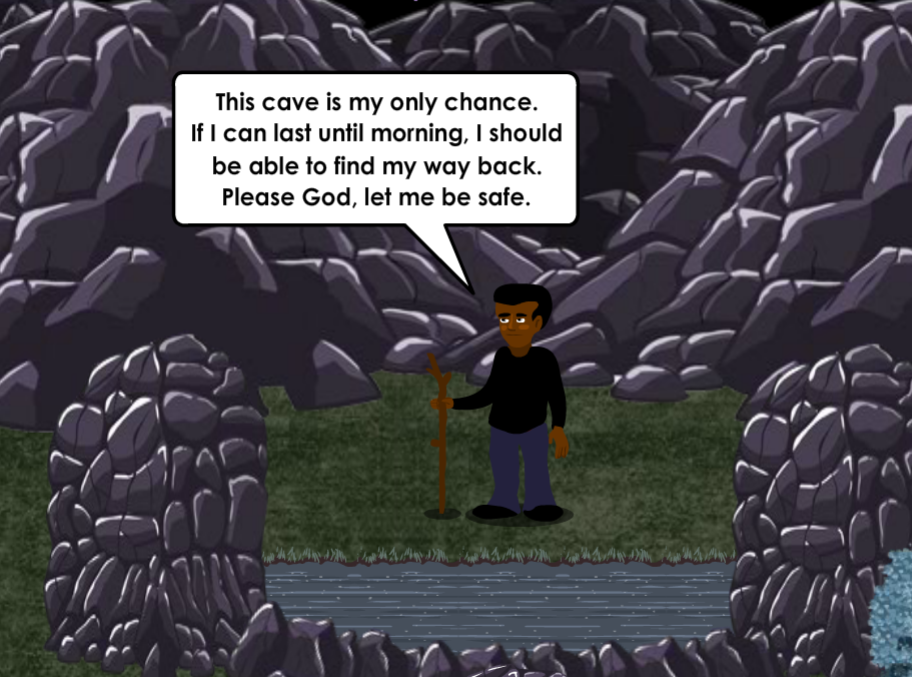 This cave is my only chance.
If I can last until morning, I should
be able to find my way back.
Please God, let me be safe.